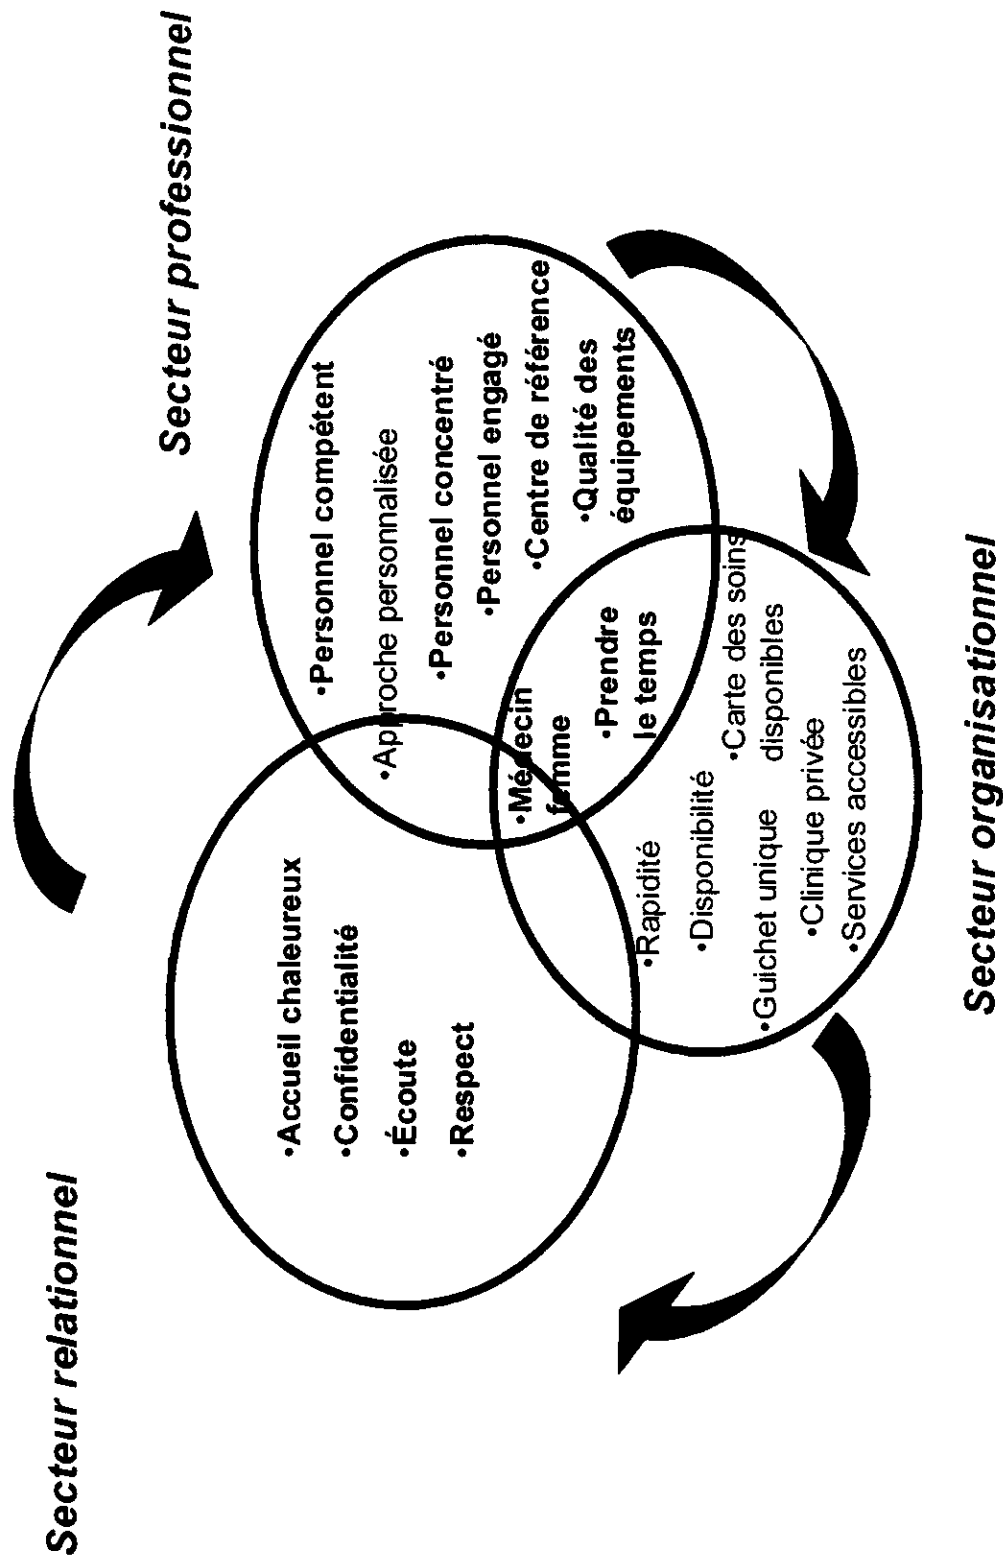 Secteur relationnel
Secteur professionnel
•Accueil chaleureux
•Confidentialité
•Écoute
•Respect
•Personnel compétent
•Approche personnalisée
•Personnel concentré
•Personnel engagé
•Centre de référence
•Qualité des
équipements
•Médecin
femme
•Prendre
le temps
•Rapidité
•Disponibilité
•Carte des soins
disponibles
•Guichet unique
•Clinique privée
•Services accessibles
Secteur organisationnel